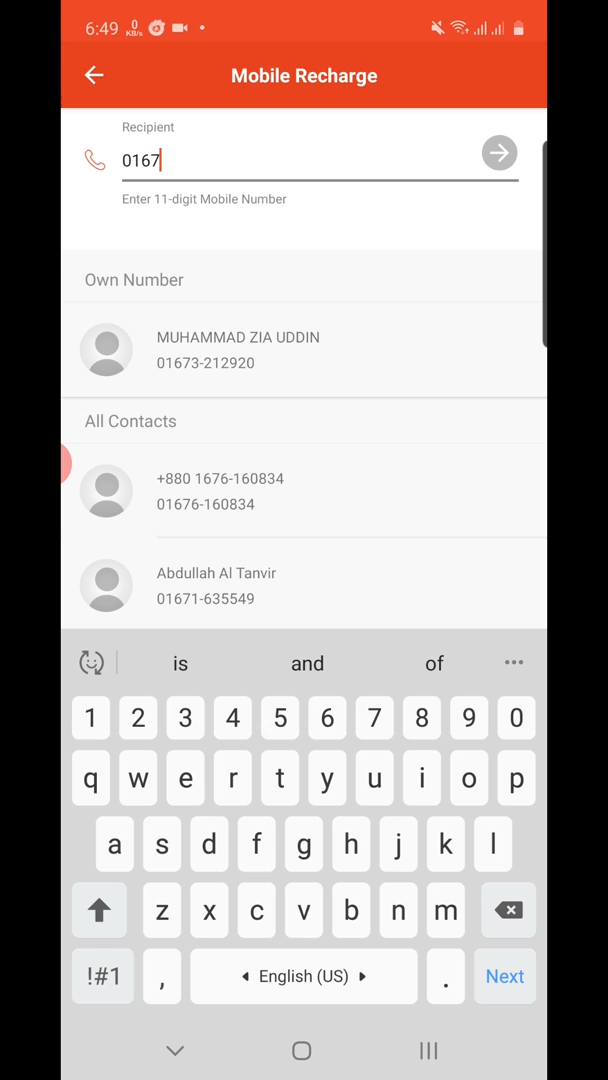 6:49 0 KB/s
Mobile Recharge
Recipient
0167
Enter 11-digit Mobile Number
Own Number
MUHAMMAD ZIA UDDIN
01673-212920
All Contacts
+880 1676-160834
01676-160834
Abdullah Al Tanvir
01671-635549
is and of
1 2 3 4 5 6 7 8 9 0
q w e r t y u i o p
a s d f g h j k l
z x c v b n m
!#1 , English (US) . Next